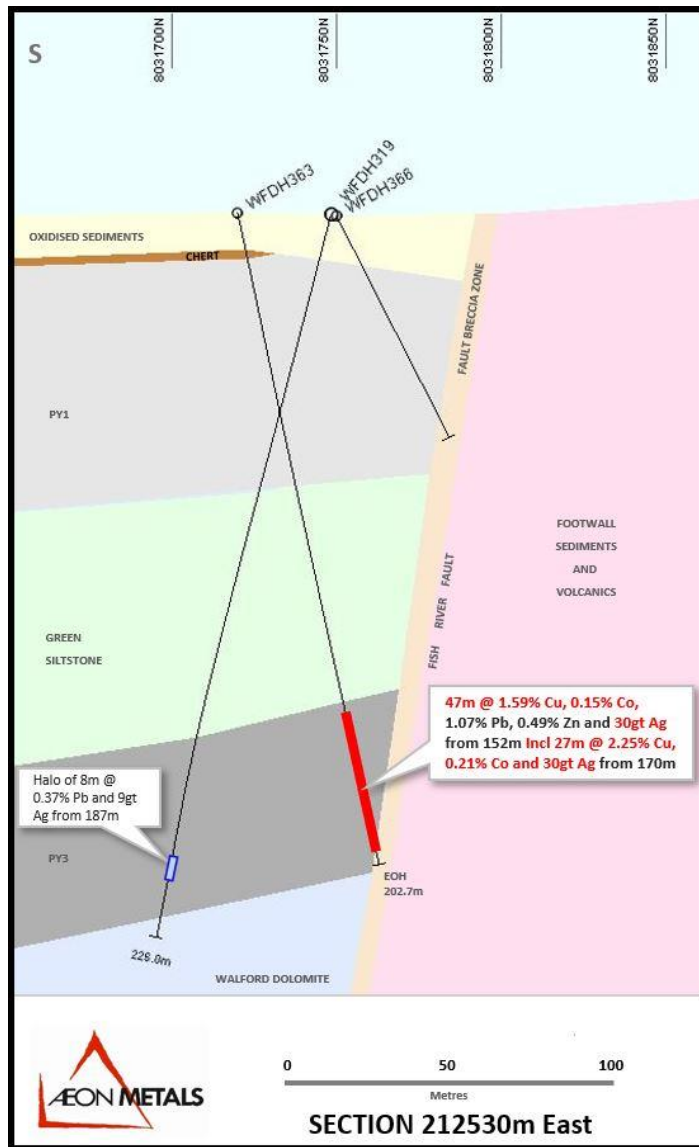 S
8031700N
8031750N
8031800N
8031850N
WFDH363
WFDH319
WFDH366
OXIDISED SEDIMENTS
CHERT
FAULT BRECCIA ZONE
PY1
FOOTWALL
SEDIMENTS
AND
VOLCANICS
FISH RIVER FAULT
GREEN
SILTSTONE
47m @ 1.59% Cu, 0.15% Co,
1.07% Pb, 0.49% Zn and 30gt Ag
from 152m Incl 27m @ 2.25% Cu,
0.21% Co and 30gt Ag from 170m
Halo of 8m @
0.37% Pb and 9gt
Ag from 187m
PY3
EOH
202.7m
WALFORD DOLOMITE
ÆON METALS
0 50 100
Metres
SECTION 212530m East